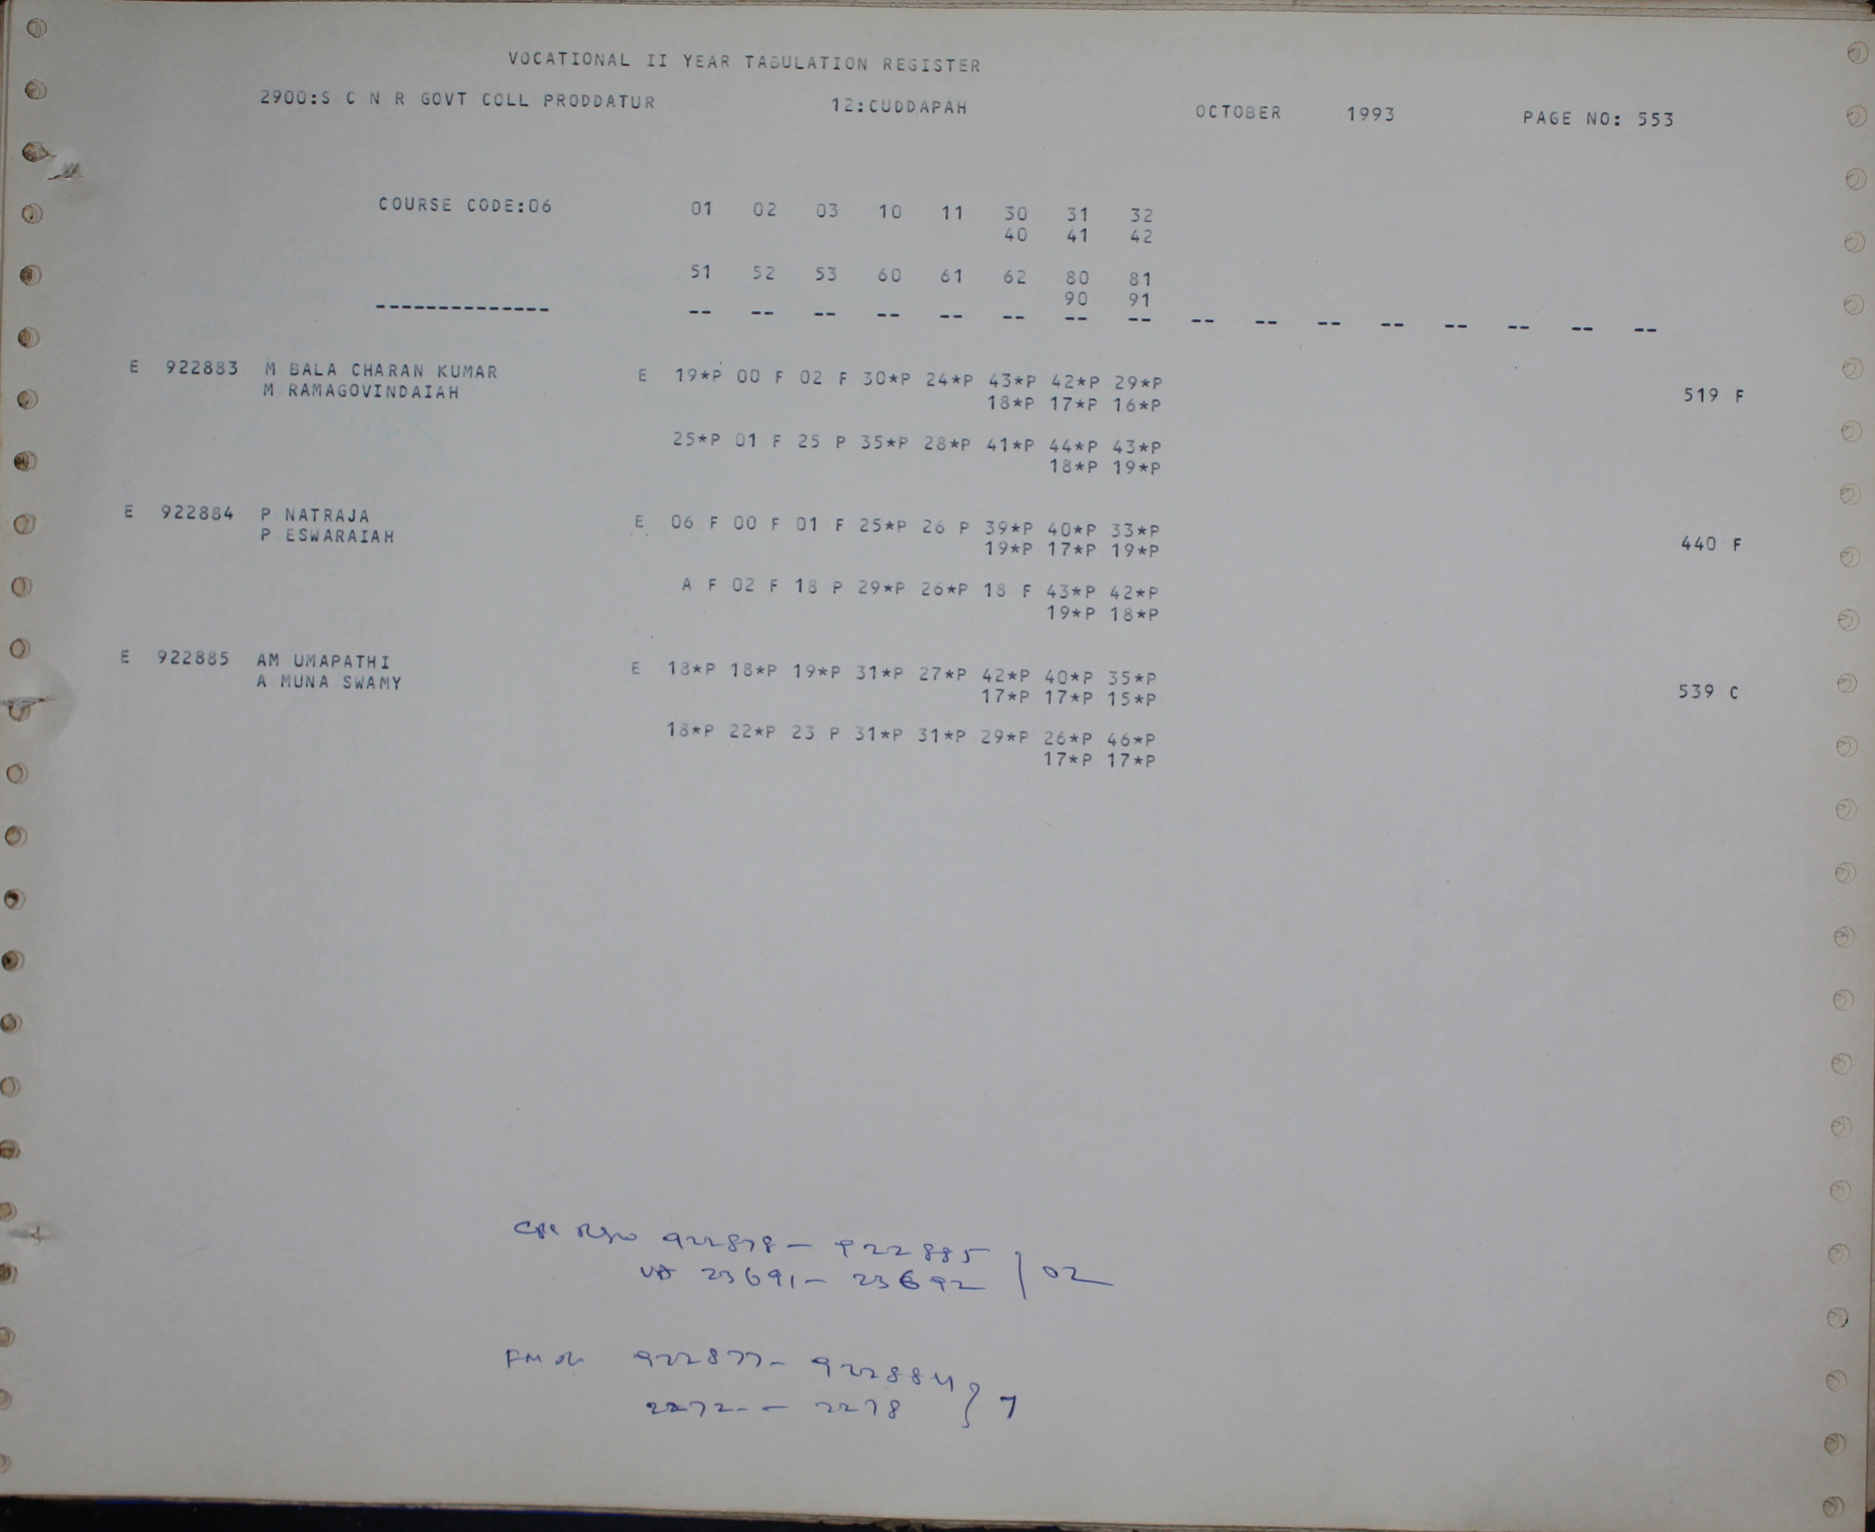 VOCATIONAL II YEAR TABULATION REGISTER
2900:S C N R GOVT COLL PRODDATUR 12:CUDDAPAH OCTOBER 1993 PAGE NO: 553
COURSE CODE:06 01 02 03 10 11 30 31 32
40 41 42
51 52 53 60 61 62 80 81
90 91
-------------- -- -- -- -- -- -- -- -- -- -- -- -- -- -- -- --
E 922883 M BALA CHARAN KUMAR E 19*P 00 F 02 F 30*P 24*P 43*P 42*P 29*P
M RAMAGOVINDAIAH 18*P 17*P 16*P 519 F
25*P 01 F 25 P 35*P 28*P 41*P 44*P 43*P
18*P 19*P
E 922884 P NATRAJA E 06 F 00 F 01 F 25*P 26 P 39*P 40*P 33*P
P ESWARAIAH 19*P 17*P 19*P 440 F
A F 02 F 18 P 29*P 26*P 18 F 43*P 42*P
19*P 18*P
E 922885 AM UMAPATHI E 18*P 18*P 19*P 31*P 27*P 42*P 40*P 35*P
A MUNA SWAMY 17*P 17*P 15*P 539 C
18*P 22*P 23 P 31*P 31*P 29*P 26*P 46*P
17*P 17*P
922878 - 922885
23691 - 23692 } 02
922877 - 922884
2272 - - 2278 } 7